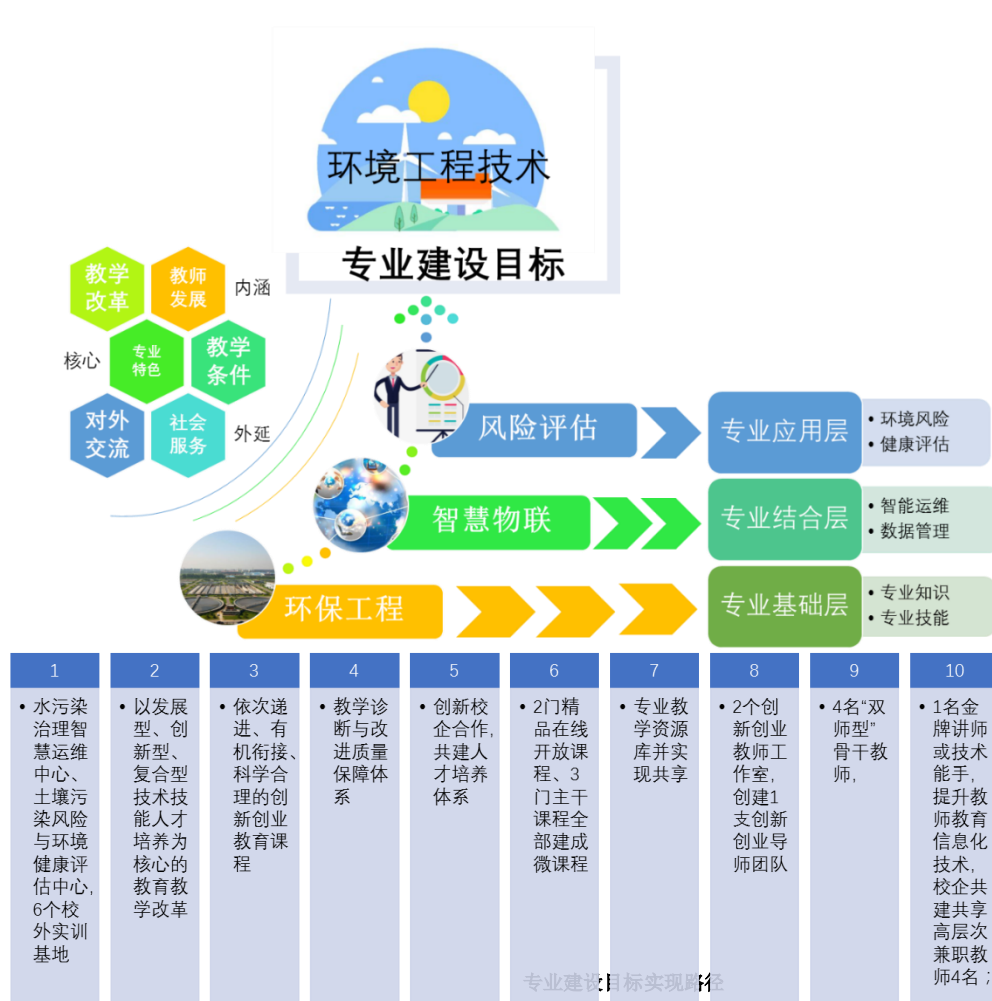 环境工程技术
专业建设目标
教学
改革
教师
发展
内涵
核心
专业
特色
教学
条件
对外
交流
社会
服务
外延
风险评估
专业应用层
• 环境风险
• 健康评估
智慧物联
专业结合层
• 智能运维
• 数据管理
环保工程
专业基础层
• 专业知识
• 专业技能
1
• 水污染
治理智
慧运维
中心、
土壤污
染风险
与环境
健康评
估中心,
6个校
外实训
基地
2
• 以发展
型、创
新型、
复合型
技术技
能人才
培养为
核心的
教育教
学改革
3
• 依次递
进、有
机衔接、
科学合
理的创
新创业
教育课
程
4
• 教学诊
断与改
进质量
保障体
系
5
• 创新校
企合作,
共建人
才培养
体系
6
• 2门精
品在线
开放课
程、3
门主干
课程全
部建成
微课程
7
• 专业教
学资源
库并实
现共享
8
• 2个创
新创业
教师工
作室,
创建1
支创新
创业导
师团队
9
• 4名“双
师型”
骨干教
师,
10
• 1名金
牌讲师
或技术
能手,
提升教
师教育
信息化
技术,
校企共
建共享
高层次
兼职教
师4名;
专业建设目标实现路径